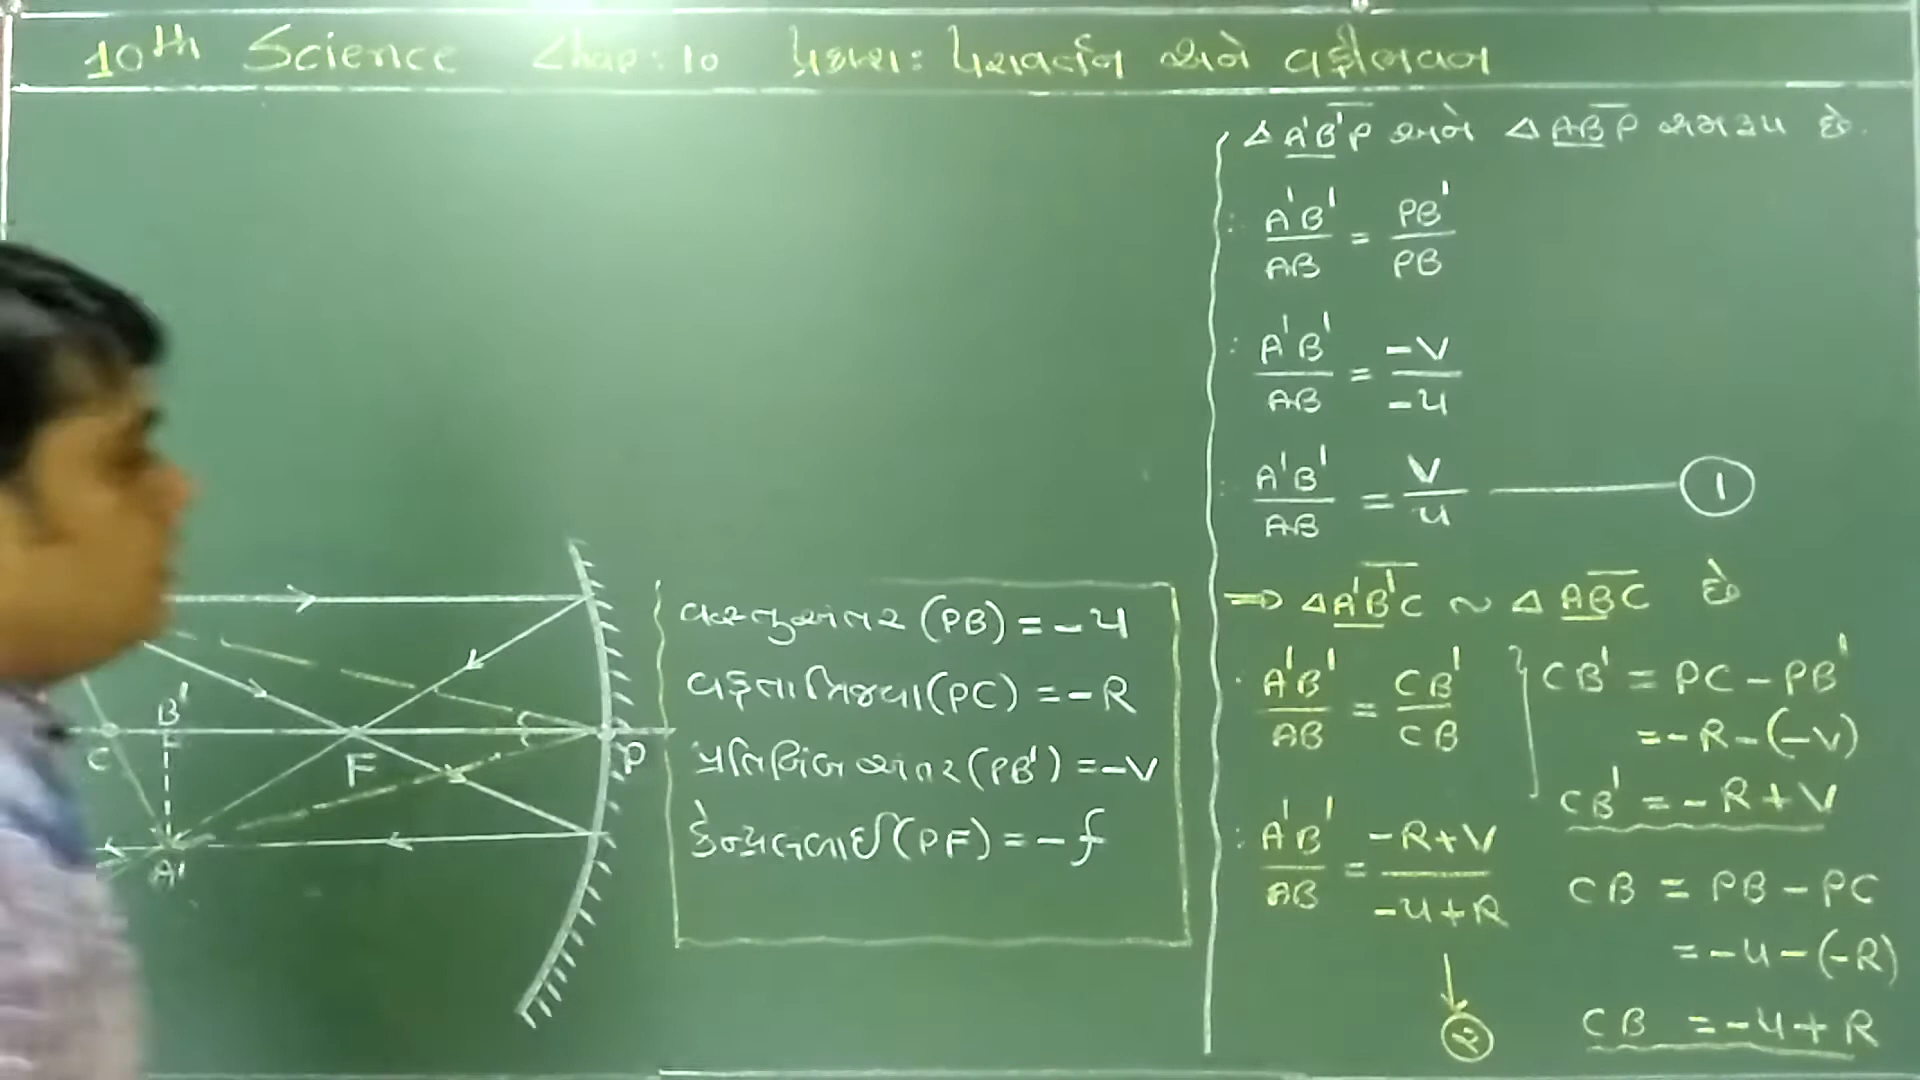 10th Science Chap: 10 પ્રકાશ: પરાવર્તન અને વક્રીભવન
B'
C
F
P
A'
વસ્તુઅંતર (PB) = -u
વક્રતાત્રિજ્યા (PC) = -R
પ્રતિબિંબ અંતર (PB') = -v
કેન્દ્રલંબાઈ (PF) = -f
Δ A'B'P અને Δ ABP સમરૂપ છે.
∴ A'B'/AB = PB'/PB
∴ A'B'/AB = -v/-u
∴ A'B'/AB = v/u ——— 1
⇒ Δ A'B'C ~ Δ ABC છે
∴ A'B'/AB = CB'/CB
∴ A'B'/AB = -R+v/-u+R
↓
૨
CB' = PC - PB'
= -R-(-v)
CB' = -R+v
CB = PB - PC
= -u-(-R)
CB = -u+R